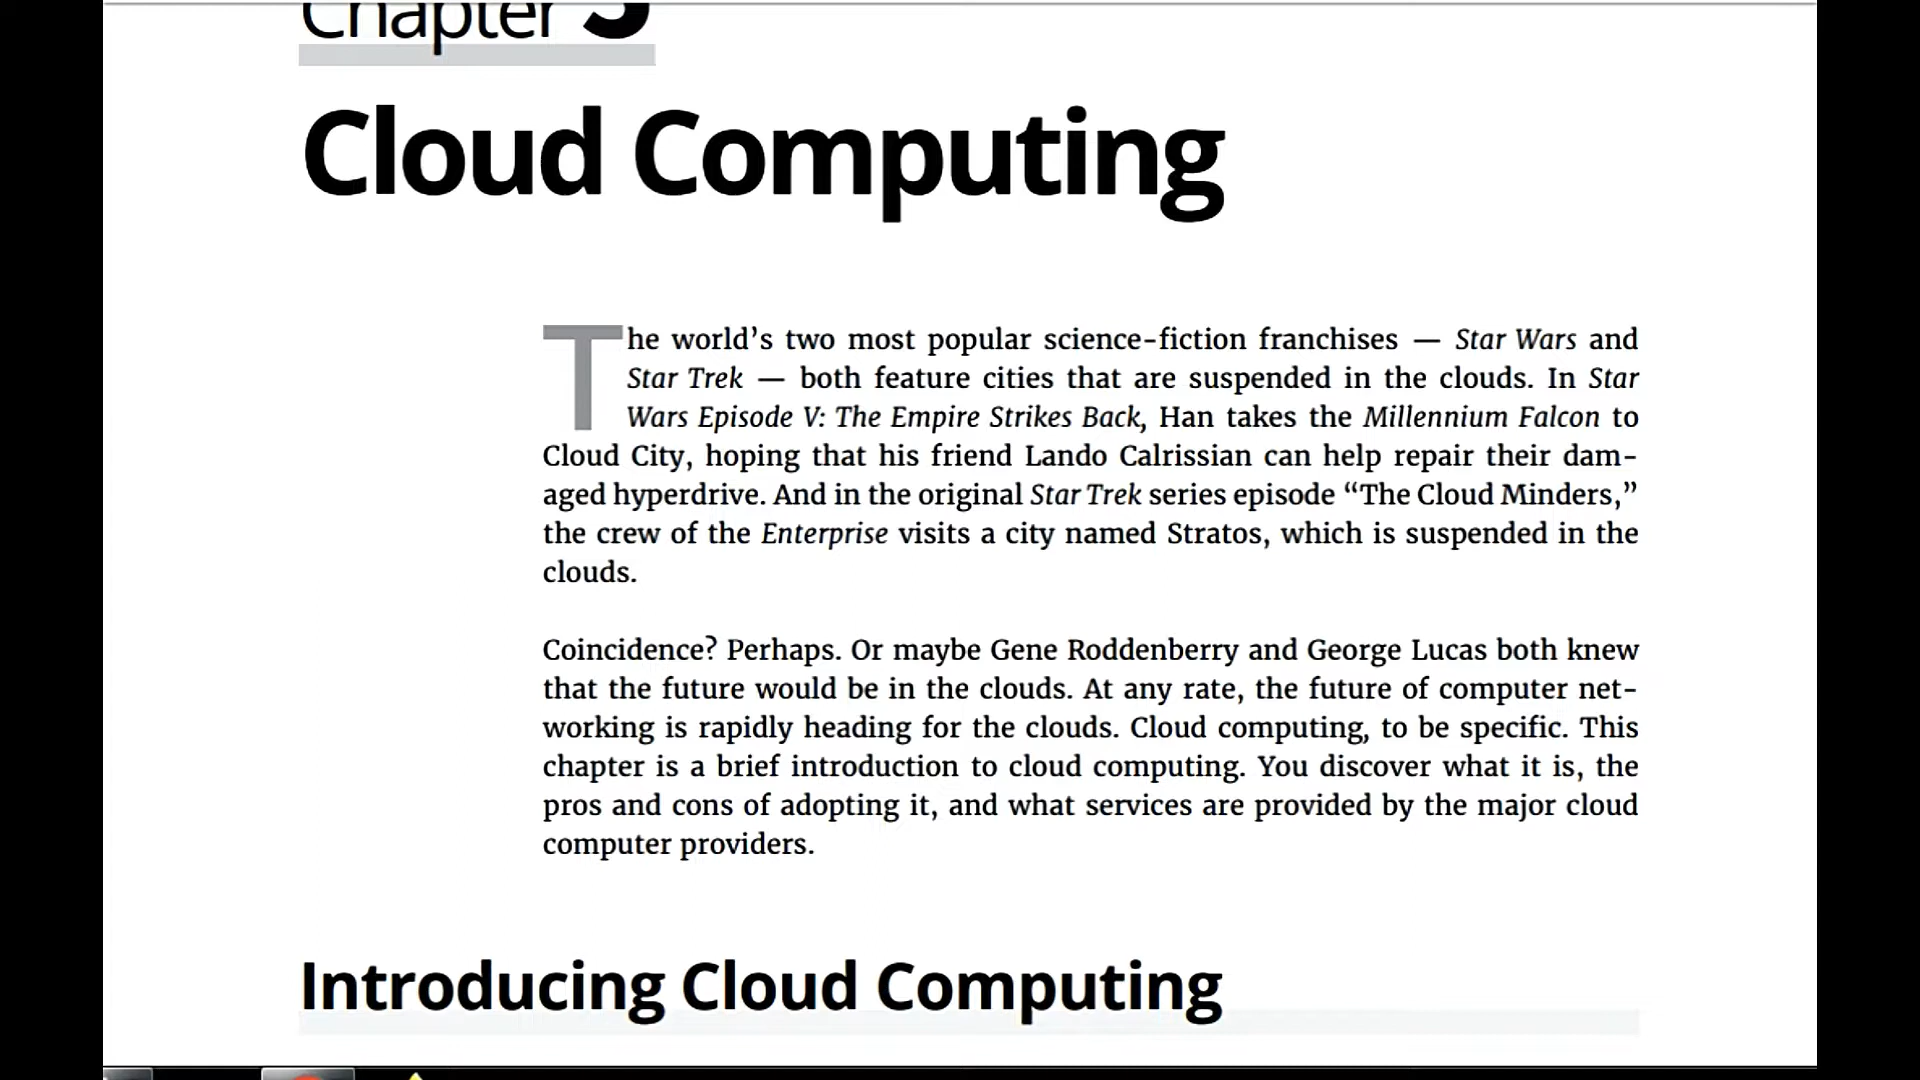 Chapter
Cloud Computing
The world’s two most popular science-fiction franchises — Star Wars and
Star Trek — both feature cities that are suspended in the clouds. In Star
Wars Episode V: The Empire Strikes Back, Han takes the Millennium Falcon to
Cloud City, hoping that his friend Lando Calrissian can help repair their dam-
aged hyperdrive. And in the original Star Trek series episode “The Cloud Minders,”
the crew of the Enterprise visits a city named Stratos, which is suspended in the
clouds.
Coincidence? Perhaps. Or maybe Gene Roddenberry and George Lucas both knew
that the future would be in the clouds. At any rate, the future of computer net-
working is rapidly heading for the clouds. Cloud computing, to be specific. This
chapter is a brief introduction to cloud computing. You discover what it is, the
pros and cons of adopting it, and what services are provided by the major cloud
computer providers.
Introducing Cloud Computing